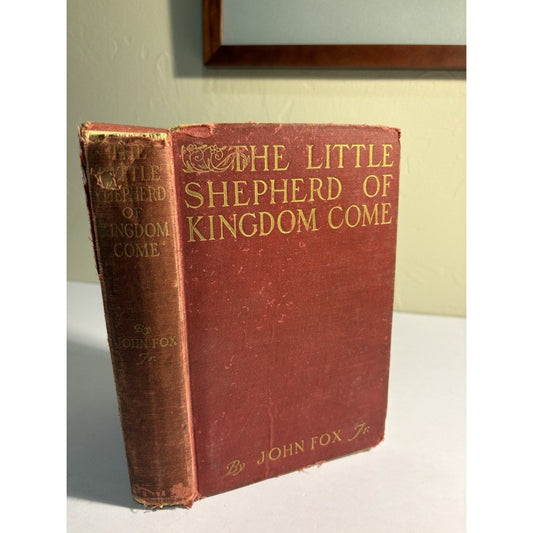 THE
LITTLE
SHEPHERD
OF
KINGDOM
COME
By
JOHN FOX
Jr.
THE LITTLE
SHEPHERD OF
KINGDOM COME
By JOHN FOX Jr.